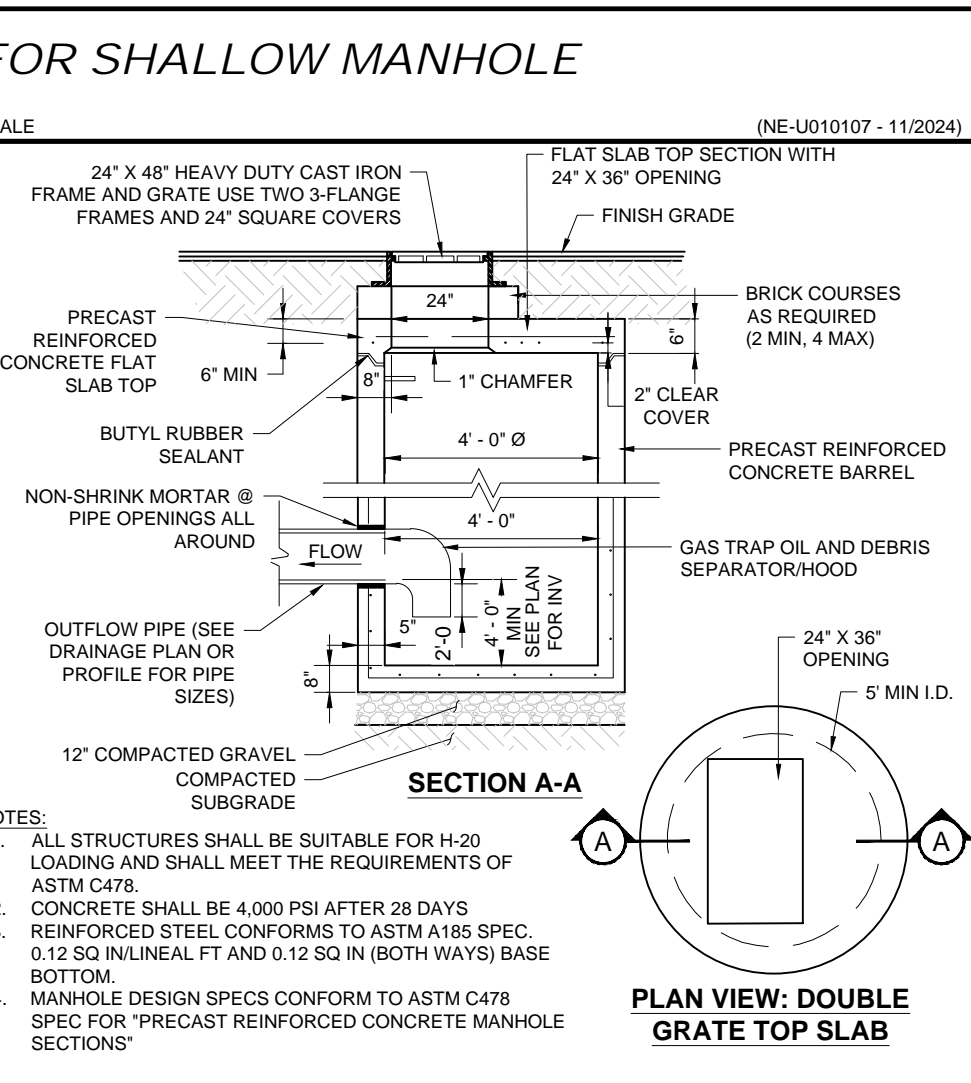 FOR SHALLOW MANHOLE
ALE
(NE-U010107 - 11/2024)
24" X 48" HEAVY DUTY CAST IRON
FRAME AND GRATE USE TWO 3-FLANGE
FRAMES AND 24" SQUARE COVERS
FLAT SLAB TOP SECTION WITH
24" X 36" OPENING
FINISH GRADE
24"
BRICK COURSES
AS REQUIRED
(2 MIN, 4 MAX)
PRECAST
REINFORCED
CONCRETE FLAT
SLAB TOP
6" MIN
6"
8"
1" CHAMFER
2" CLEAR
COVER
BUTYL RUBBER
SEALANT
4' - 0" Ø
PRECAST REINFORCED
CONCRETE BARREL
NON-SHRINK MORTAR @
PIPE OPENINGS ALL
AROUND
4' - 0"
FLOW
GAS TRAP OIL AND DEBRIS
SEPARATOR/HOOD
OUTFLOW PIPE (SEE
DRAINAGE PLAN OR
PROFILE FOR PIPE
SIZES)
5"
2'-0
4' - 0"
MIN
SEE PLAN
FOR INV
8"
24" X 36"
OPENING
5' MIN I.D.
12" COMPACTED GRAVEL
COMPACTED
SUBGRADE
SECTION A-A
A
A
OTES:
. ALL STRUCTURES SHALL BE SUITABLE FOR H-20
LOADING AND SHALL MEET THE REQUIREMENTS OF
ASTM C478.
2. CONCRETE SHALL BE 4,000 PSI AFTER 28 DAYS
3. REINFORCED STEEL CONFORMS TO ASTM A185 SPEC.
0.12 SQ IN/LINEAL FT AND 0.12 SQ IN (BOTH WAYS) BASE
BOTTOM.
4. MANHOLE DESIGN SPECS CONFORM TO ASTM C478
SPEC FOR "PRECAST REINFORCED CONCRETE MANHOLE
SECTIONS"
PLAN VIEW: DOUBLE
GRATE TOP SLAB